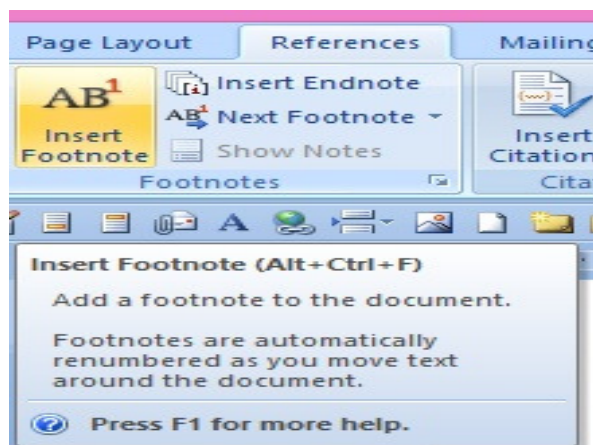 Page Layout References Mailing
AB1 Insert Endnote
AB1 Next Footnote
Insert Footnote Show Notes
Insert Citation
Footnotes Cita
A
Insert Footnote (Alt+Ctrl+F)
Add a footnote to the document.
Footnotes are automatically
renumbered as you move text
around the document.
Press F1 for more help.